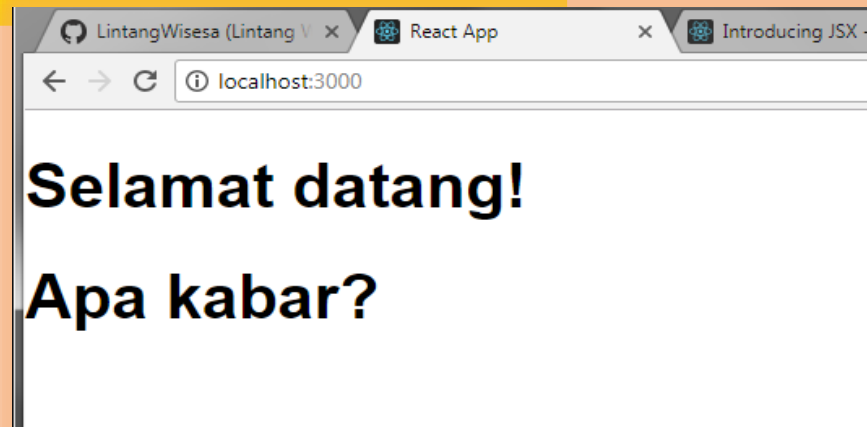 LintangWisesa (Lintang
React App
Introducing JSX -
localhost:3000
Selamat datang!
Apa kabar?